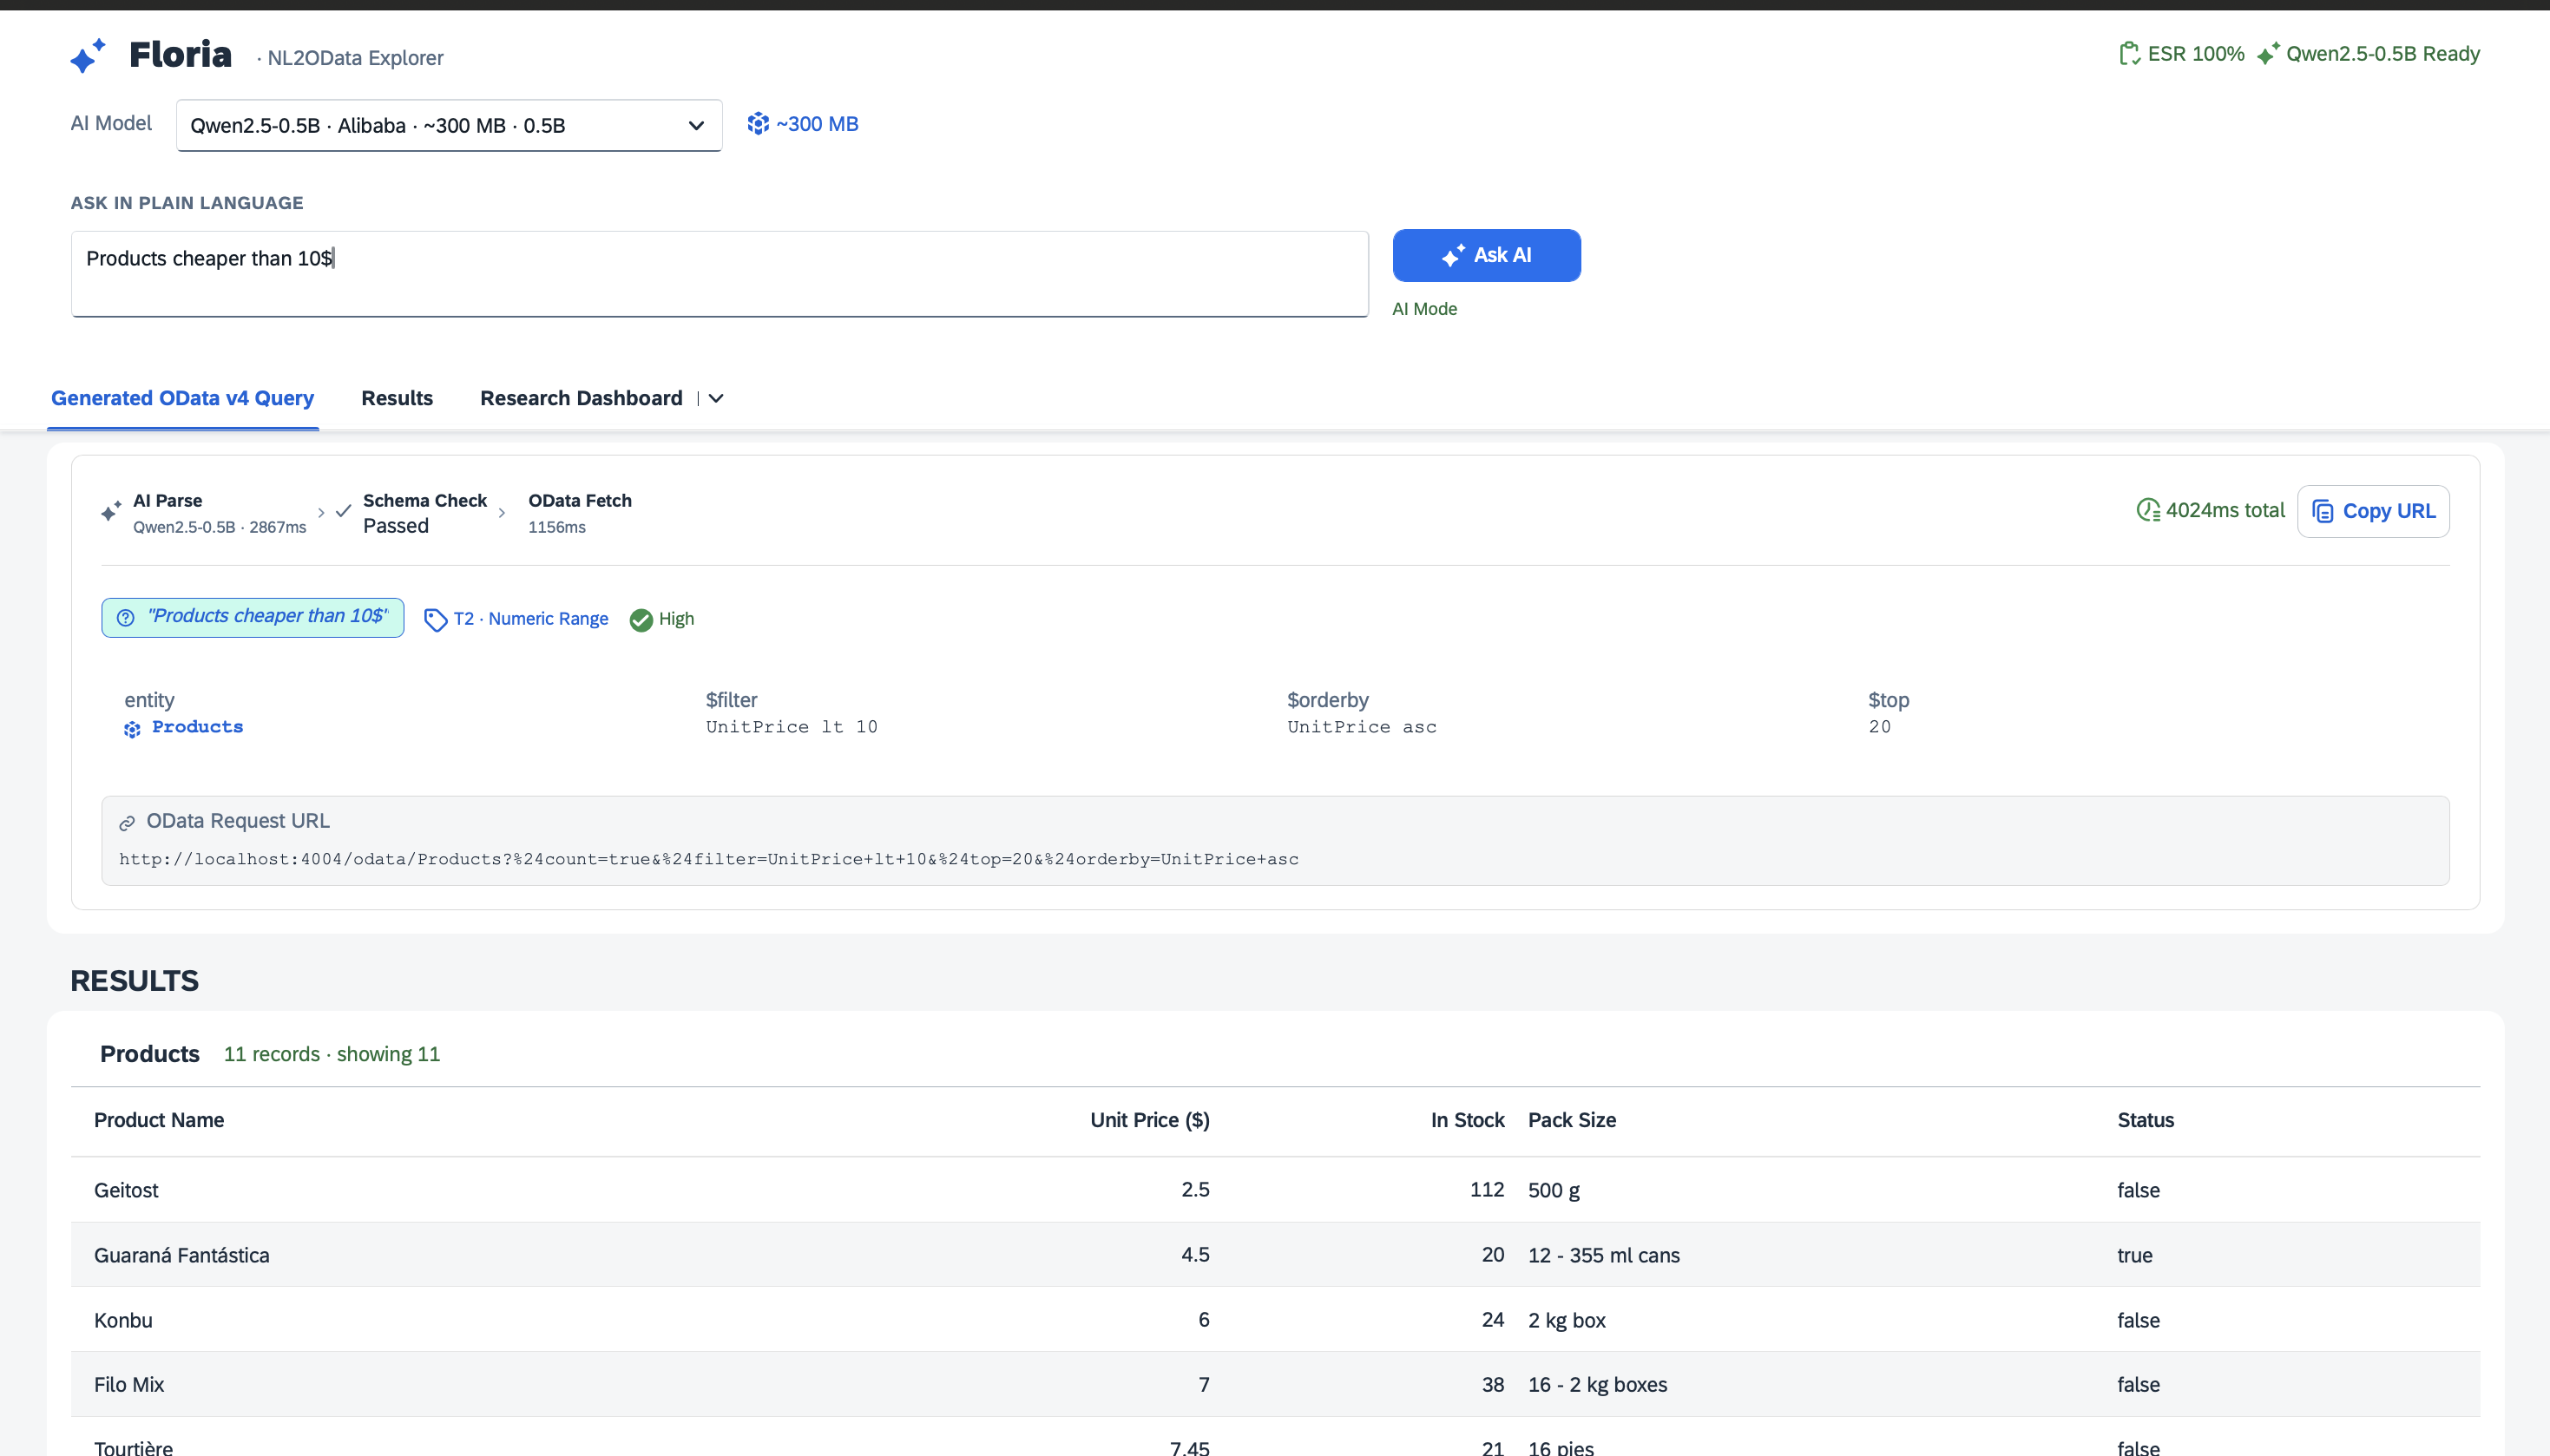 Floria · NL2OData Explorer
ESR 100% Qwen2.5-0.5B Ready
AI Model Qwen2.5-0.5B · Alibaba · ~300 MB · 0.5B ~300 MB
ASK IN PLAIN LANGUAGE
Products cheaper than 10$
Ask AI
AI Mode
Generated OData v4 Query Results Research Dashboard
AI Parse
Qwen2.5-0.5B · 2867ms
Schema Check
Passed
OData Fetch
1156ms
4024ms total
Copy URL
"Products cheaper than 10$" T2 · Numeric Range High
entity
Products
$filter
UnitPrice lt 10
$orderby
UnitPrice asc
$top
20
OData Request URL
http://localhost:4004/odata/Products?%24count=true&%24filter=UnitPrice+lt+10&%24top=20&%24orderby=UnitPrice+asc
RESULTS
Products 11 records · showing 11
Product Name Unit Price ($) In Stock Pack Size Status
Geitost 2.5 112 500 g false
Guaraná Fantástica 4.5 20 12 - 355 ml cans true
Konbu 6 24 2 kg box false
Filo Mix 7 38 16 - 2 kg boxes false
Tourtière 7.45 21 16 pies false